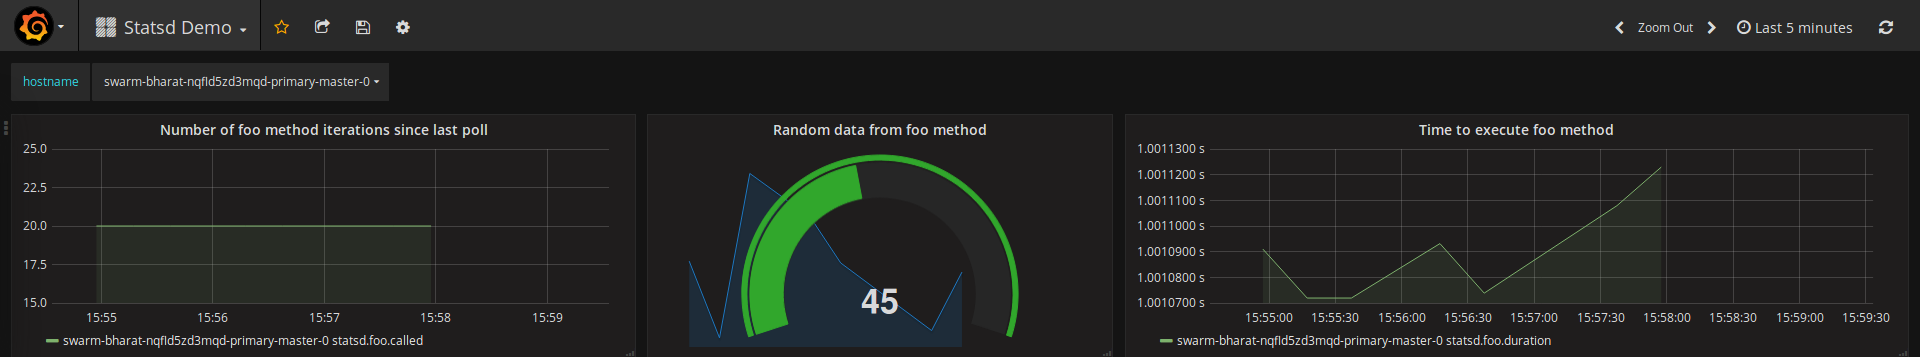 Statsd Demo
Zoom Out
Last 5 minutes
hostname
swarm-bharat-nqfld5zd3mqd-primary-master-0
Number of foo method iterations since last poll
25.0
22.5
20.0
17.5
15.0
15:55 15:56 15:57 15:58 15:59
swarm-bharat-nqfld5zd3mqd-primary-master-0 statsd.foo.called
Random data from foo method
45
Time to execute foo method
1.0011300 s
1.0011200 s
1.0011100 s
1.0011000 s
1.0010900 s
1.0010800 s
1.0010700 s
15:55:00 15:55:30 15:56:00 15:56:30 15:57:00 15:57:30 15:58:00 15:58:30 15:59:00 15:59:30
swarm-bharat-nqfld5zd3mqd-primary-master-0 statsd.foo.duration